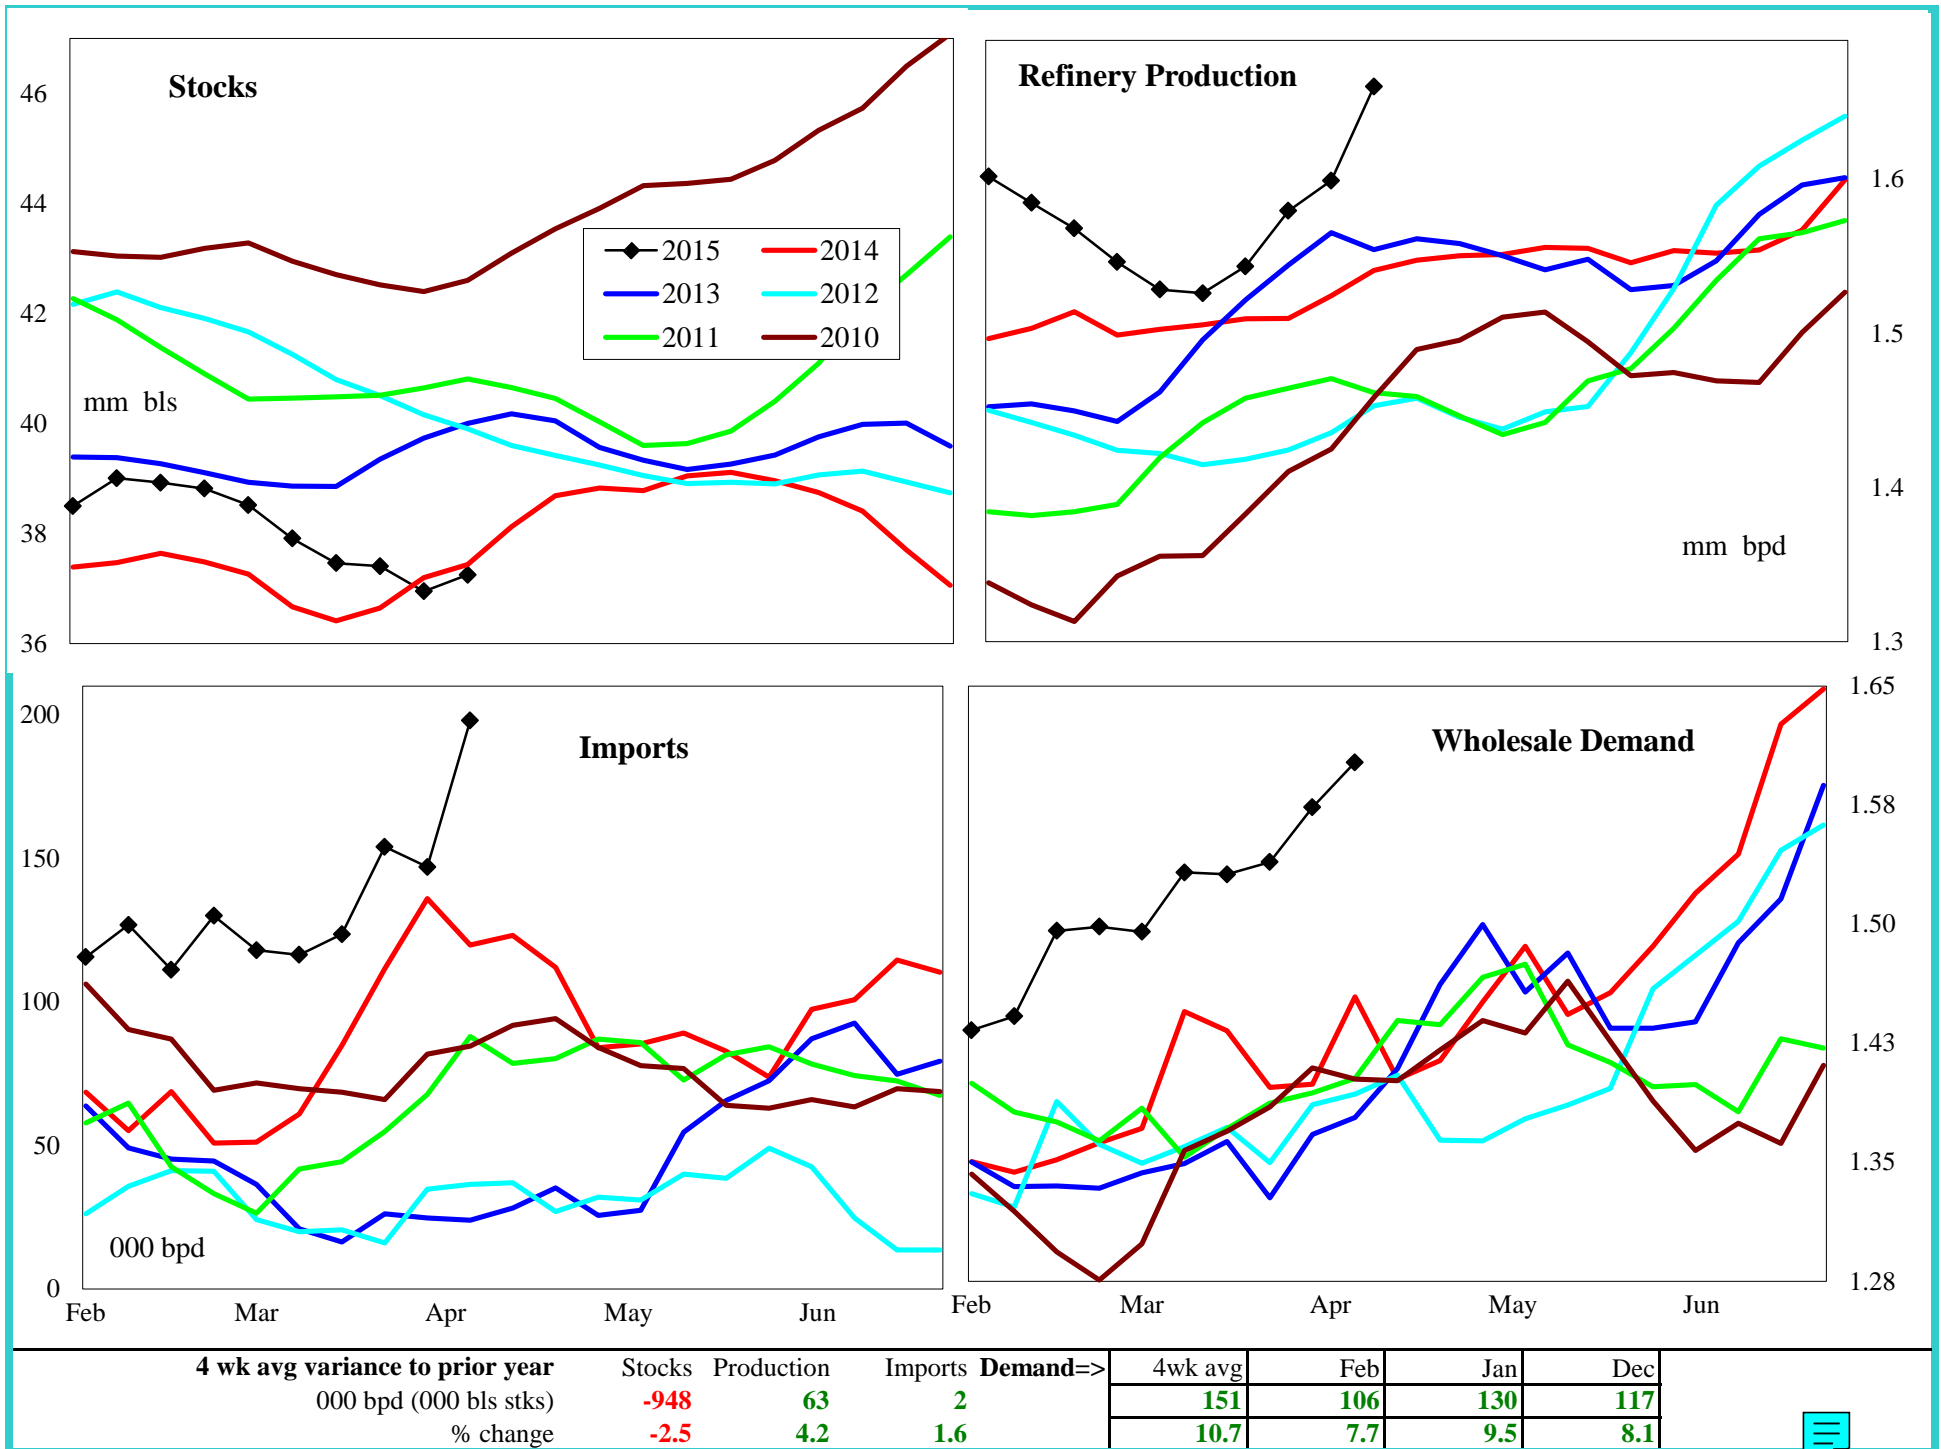 Stocks
46
44
42
40
38
36
mm bls
2015 2014
2013 2012
2011 2010
Refinery Production
1.6
1.5
1.4
1.3
mm bpd
Imports
200
150
100
50
0
000 bpd
Feb Mar Apr May Jun
Wholesale Demand
1.65
1.58
1.50
1.43
1.35
1.28
Feb Mar Apr May Jun
4 wk avg variance to prior year Stocks Production Imports Demand=> 4wk avg Feb Jan Dec
000 bpd (000 bls stks) -948 63 2 151 106 130 117
% change -2.5 4.2 1.6 10.7 7.7 9.5 8.1